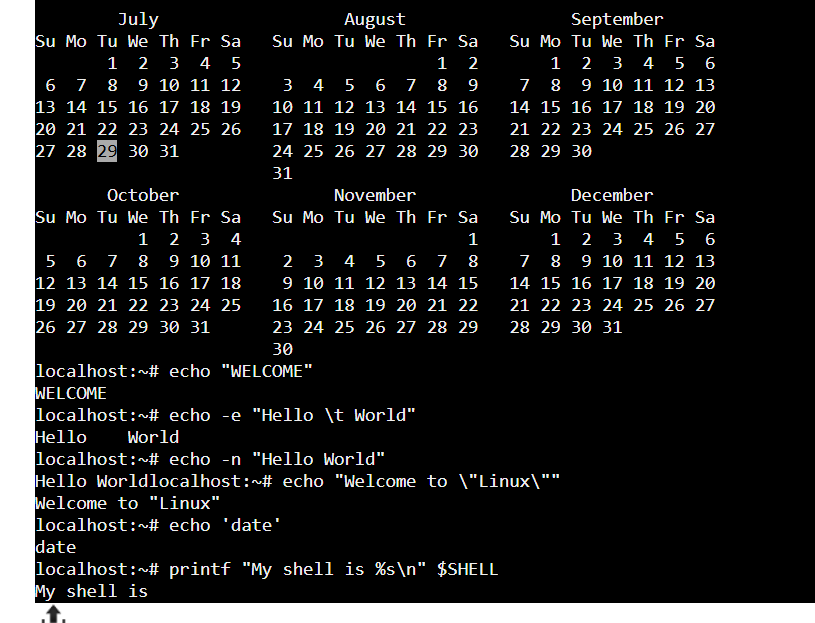 July                  August                September
Su Mo Tu We Th Fr Sa   Su Mo Tu We Th Fr Sa   Su Mo Tu We Th Fr Sa
       1  2  3  4  5                   1  2       1  2  3  4  5  6
 6  7  8  9 10 11 12    3  4  5  6  7  8  9    7  8  9 10 11 12 13
13 14 15 16 17 18 19   10 11 12 13 14 15 16   14 15 16 17 18 19 20
20 21 22 23 24 25 26   17 18 19 20 21 22 23   21 22 23 24 25 26 27
27 28 29 30 31         24 25 26 27 28 29 30   28 29 30
                       31
       October               November               December
Su Mo Tu We Th Fr Sa   Su Mo Tu We Th Fr Sa   Su Mo Tu We Th Fr Sa
          1  2  3  4                      1       1  2  3  4  5  6
 5  6  7  8  9 10 11    2  3  4  5  6  7  8    7  8  9 10 11 12 13
12 13 14 15 16 17 18    9 10 11 12 13 14 15   14 15 16 17 18 19 20
19 20 21 22 23 24 25   16 17 18 19 20 21 22   21 22 23 24 25 26 27
26 27 28 29 30 31      23 24 25 26 27 28 29   28 29 30 31
                       30
localhost:~# echo "WELCOME"
WELCOME
localhost:~# echo -e "Hello \t World"
Hello    World
localhost:~# echo -n "Hello World"
Hello Worldlocalhost:~# echo "Welcome to \"Linux\""
Welcome to "Linux"
localhost:~# echo 'date'
date
localhost:~# printf "My shell is %s\n" $SHELL
My shell is